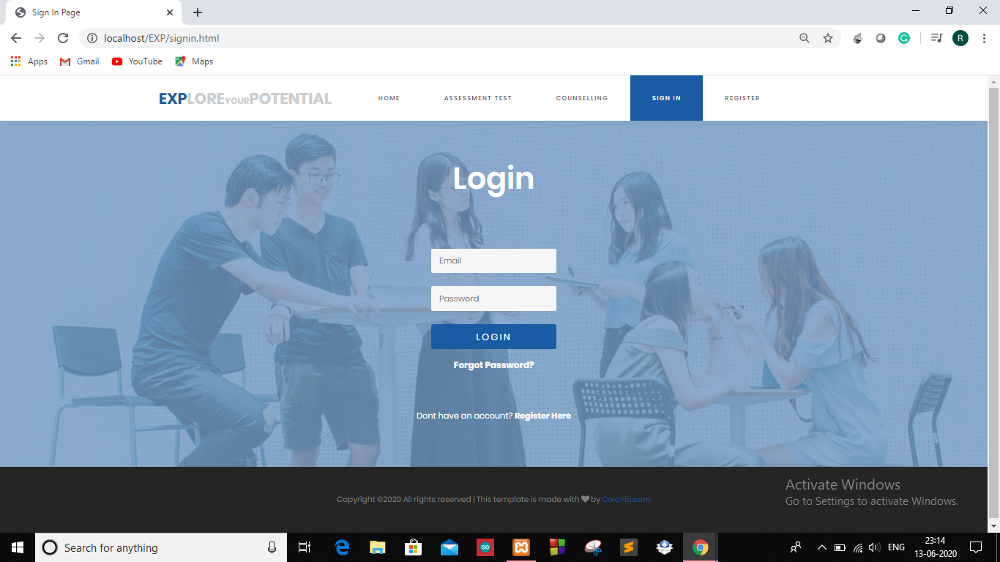 Sign In Page
localhost/EXP/signin.html
R
Apps Gmail YouTube Maps
EXPLOREYOURPOTENTIAL HOME ASSESSMENT TEST COUNSELLING SIGN IN REGISTER
Login
Email
Password
LOGIN
Forgot Password?
Dont have an account? Register Here
Copyright ©2020 All rights reserved | This template is made with ♥ by Colorlib.com
Activate Windows
Go to Settings to activate Windows.
Search for anything
ENG
23:14
13-06-2020